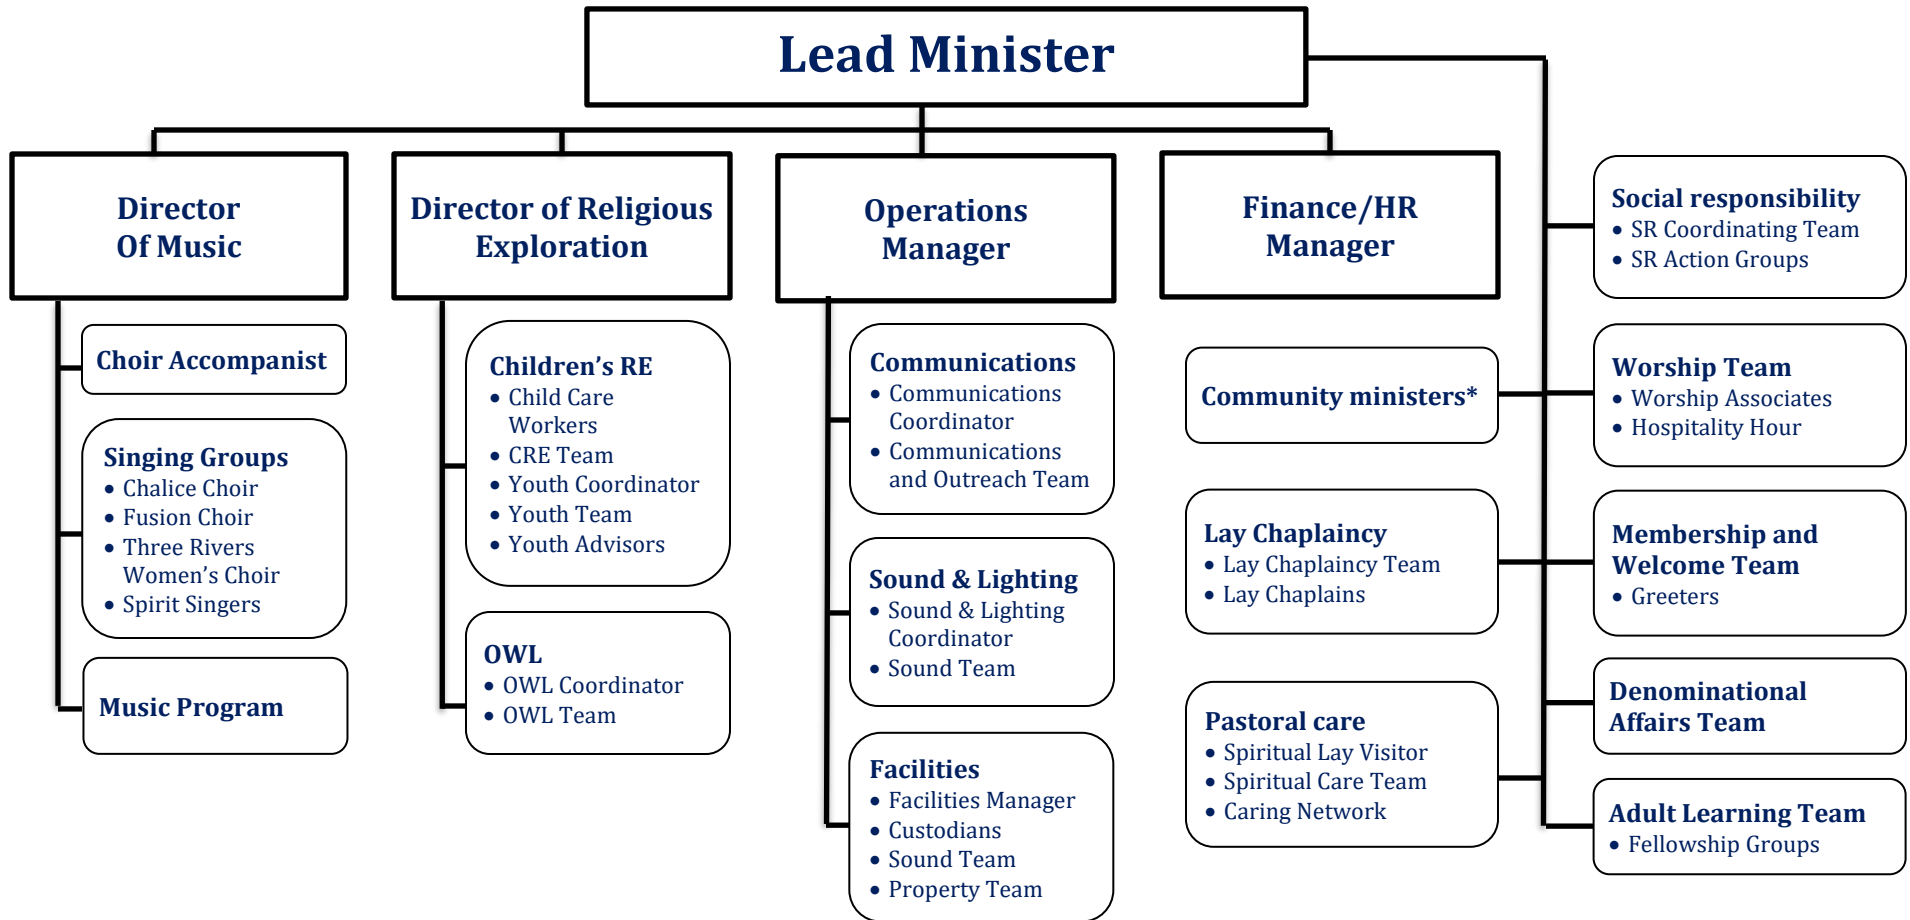 Lead Minister
Director
Of Music
Director of Religious
Exploration
Operations
Manager
Finance/HR
Manager
Choir Accompanist
Singing Groups
• Chalice Choir
• Fusion Choir
• Three Rivers
Women’s Choir
• Spirit Singers
Music Program
Children’s RE
• Child Care
Workers
• CRE Team
• Youth Coordinator
• Youth Team
• Youth Advisors
OWL
• OWL Coordinator
• OWL Team
Communications
• Communications
Coordinator
• Communications
and Outreach Team
Sound & Lighting
• Sound & Lighting
Coordinator
• Sound Team
Facilities
• Facilities Manager
• Custodians
• Sound Team
• Property Team
Community ministers*
Lay Chaplaincy
• Lay Chaplaincy Team
• Lay Chaplains
Pastoral care
• Spiritual Lay Visitor
• Spiritual Care Team
• Caring Network
Social responsibility
• SR Coordinating Team
• SR Action Groups
Worship Team
• Worship Associates
• Hospitality Hour
Membership and
Welcome Team
• Greeters
Denominational
Affairs Team
Adult Learning Team
• Fellowship Groups